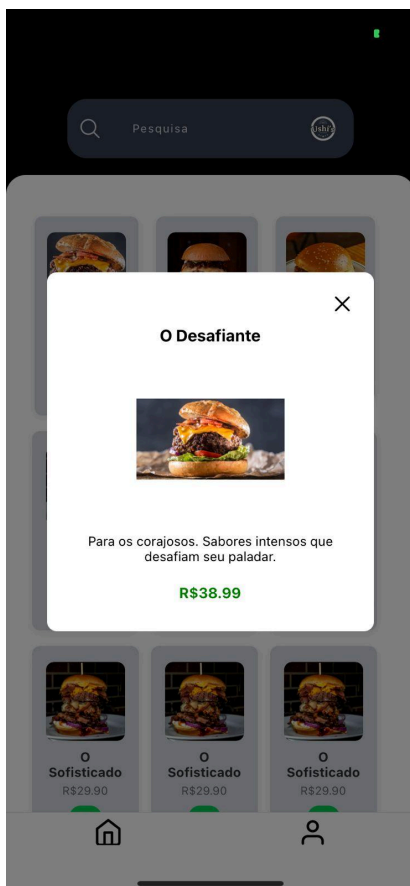 Pesquisa
Oshi's
O Desafiante
Para os corajosos. Sabores intensos que
desafiam seu paladar.
R$38.99
O O O
Sofisticado Sofisticado Sofisticado
R$29.90 R$29.90 R$29.90